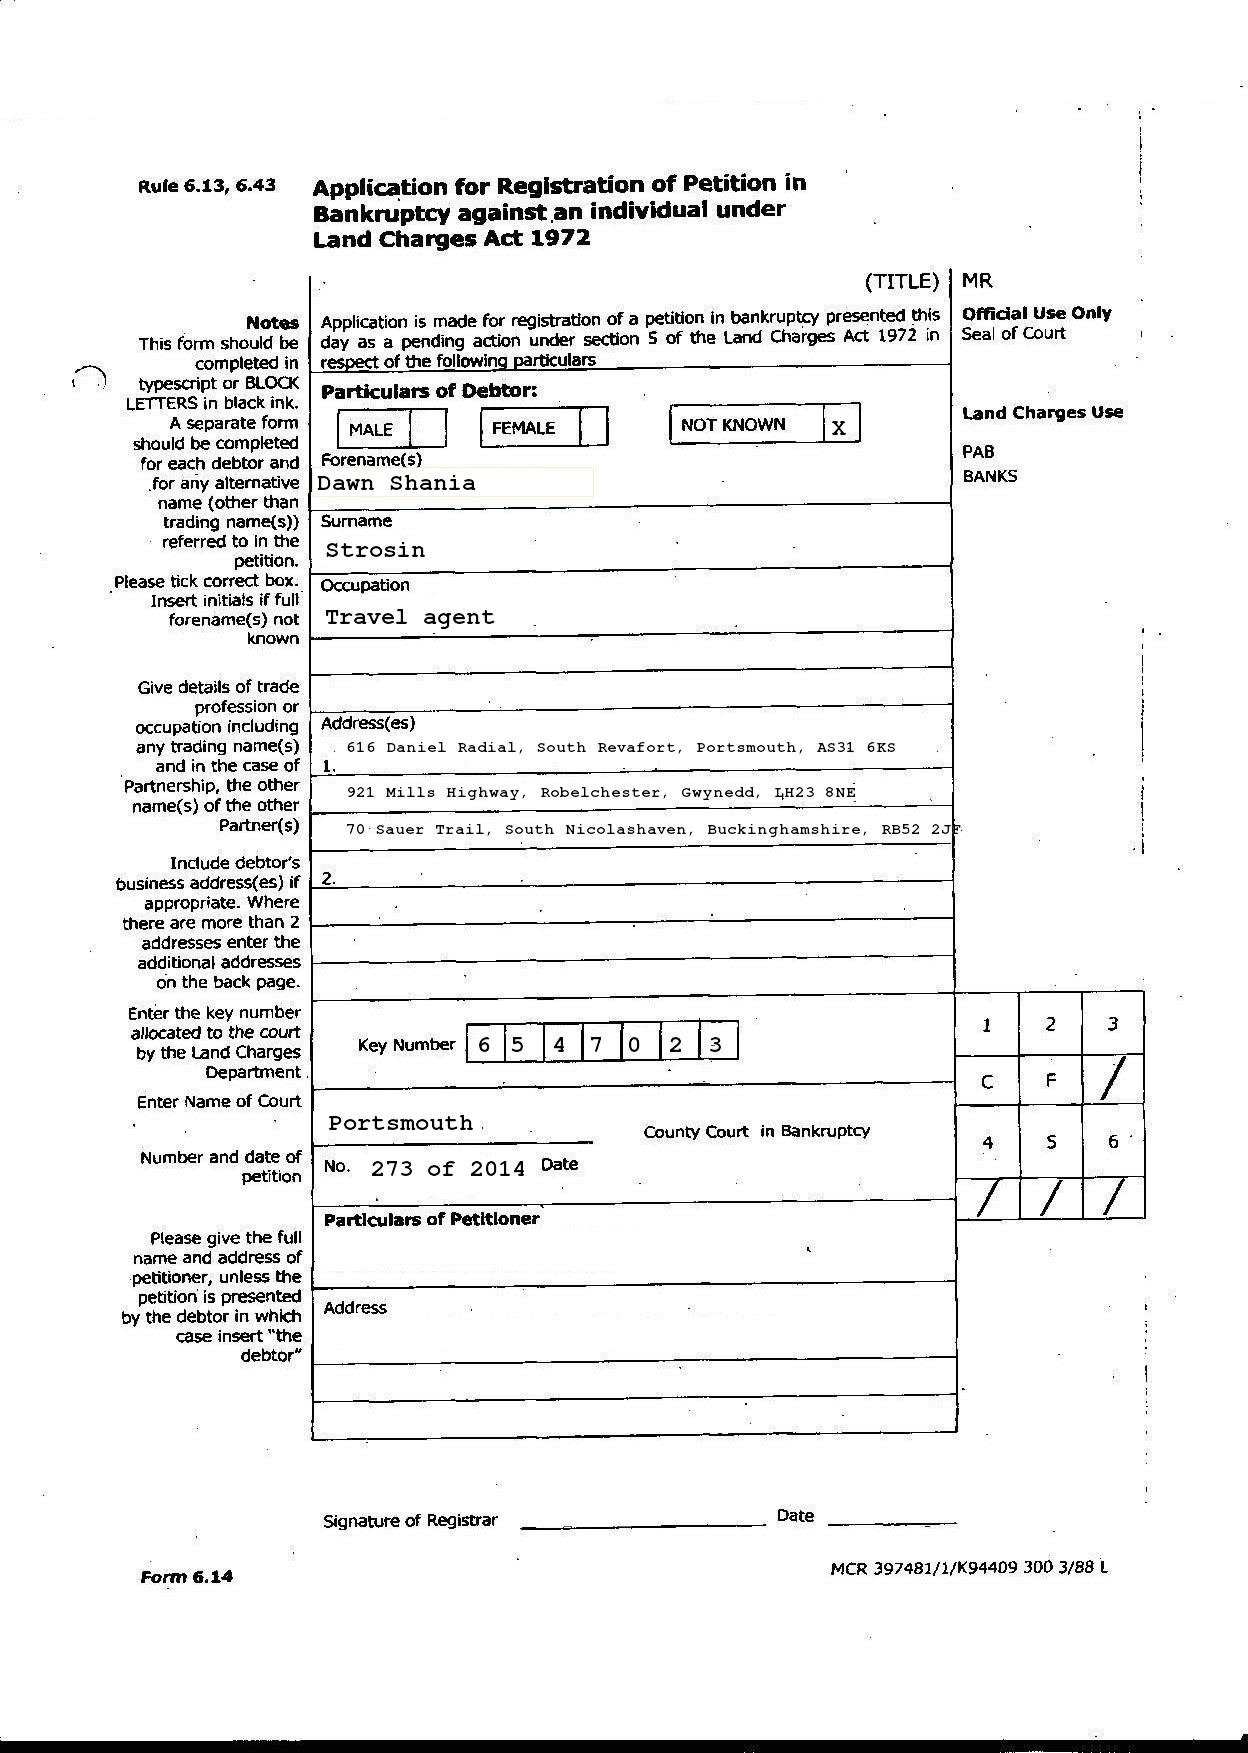 Rule 6.13, 6.43
Application for Registration of Petition in
Bankruptcy against an individual under
Land Charges Act 1972
(TITLE)
MR
Notes
This form should be
completed in
typescript or BLOCK
LETTERS in black ink.
A separate form
should be completed
for each debtor and
for any alternative
name (other than
trading name(s))
referred to in the
petition.
Please tick correct box.
Insert initials if full
forename(s) not
known
Application is made for registration of a petition in bankruptcy presented this
day as a pending action under section 5 of the Land Charges Act 1972 in
respect of the following particulars
Official Use Only
Seal of Court
Particulars of Debtor:
MALE
FEMALE
NOT KNOWN X
Land Charges Use
PAB
BANKS
Forename(s)
Dawn Shania
Surname
Strosin
Occupation
Travel agent
Give details of trade
profession or
occupation including
any trading name(s)
and in the case of
Partnership, the other
name(s) of the other
Partner(s)
Address(es)
616 Daniel Radial, South Revafort, Portsmouth, AS31 6KS
1.
921 Mills Highway, Robelchester, Gwynedd, LH23 8NE
70 Sauer Trail, South Nicolashaven, Buckinghamshire, RB52 2JF
Include debtor's
business address(es) if
appropriate. Where
there are more than 2
addresses enter the
additional addresses
on the back page.
2.
Enter the key number
allocated to the court
by the Land Charges
Department
Key Number 6 5 4 7 0 2 3
1 2 3
C F /
4 5 6
/ / /
Enter Name of Court
Portsmouth
County Court in Bankruptcy
Number and date of
petition
No. 273 of 2014 Date
Particulars of Petitioner
Please give the full
name and address of
petitioner, unless the
petition is presented
by the debtor in which
case insert "the
debtor"
Address
Signature of Registrar
Date
Form 6.14
MCR 397481/1/K94409 300 3/88 L